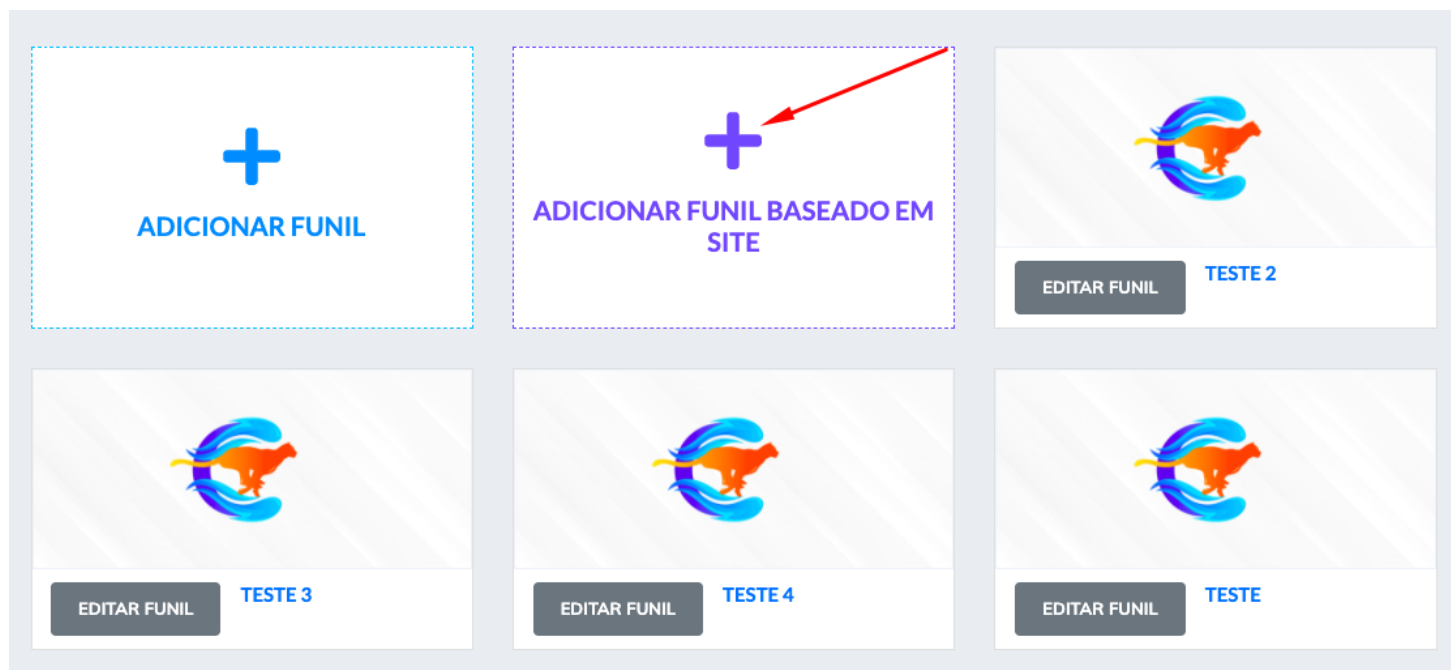 ADICIONAR FUNIL
ADICIONAR FUNIL BASEADO EM
SITE
EDITAR FUNIL
TESTE 2
EDITAR FUNIL
TESTE 3
EDITAR FUNIL
TESTE 4
EDITAR FUNIL
TESTE